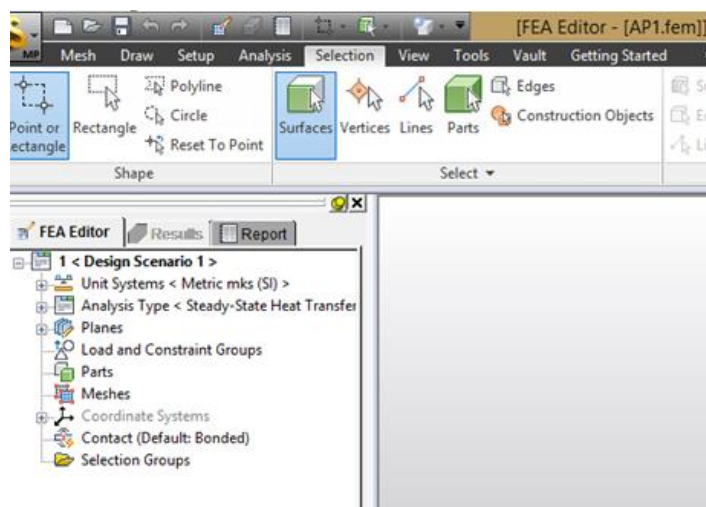 [FEA Editor - [AP1.fem]]
MP Mesh Draw Setup Analysis Selection View Tools Vault Getting Started
Point or
ectangle
Rectangle
Polyline
Circle
Reset To Point
Shape
Surfaces Vertices Lines Parts
Edges
Construction Objects
Select
FEA Editor Results Report
1 < Design Scenario 1 >
Unit Systems < Metric mks (SI) >
Analysis Type < Steady-State Heat Transfer
Planes
Load and Constraint Groups
Parts
Meshes
Coordinate Systems
Contact (Default: Bonded)
Selection Groups